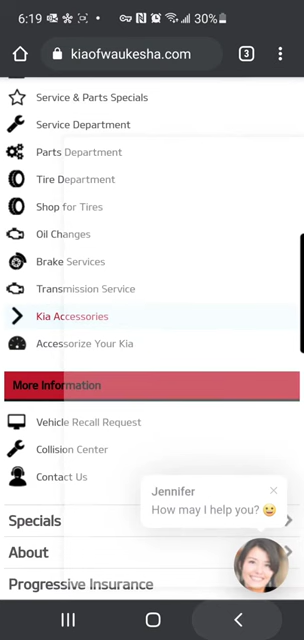 6:19
30%
kiaofwaukesha.com
3
Service & Parts Specials
Service Department
Parts Department
Tire Department
Shop for Tires
Oil Changes
Brake Services
Transmission Service
Kia Accessories
Accessorize Your Kia
More Information
Vehicle Recall Request
Collision Center
Contact Us
Jennifer
How may I help you? 😀
Specials
About
Progressive Insurance